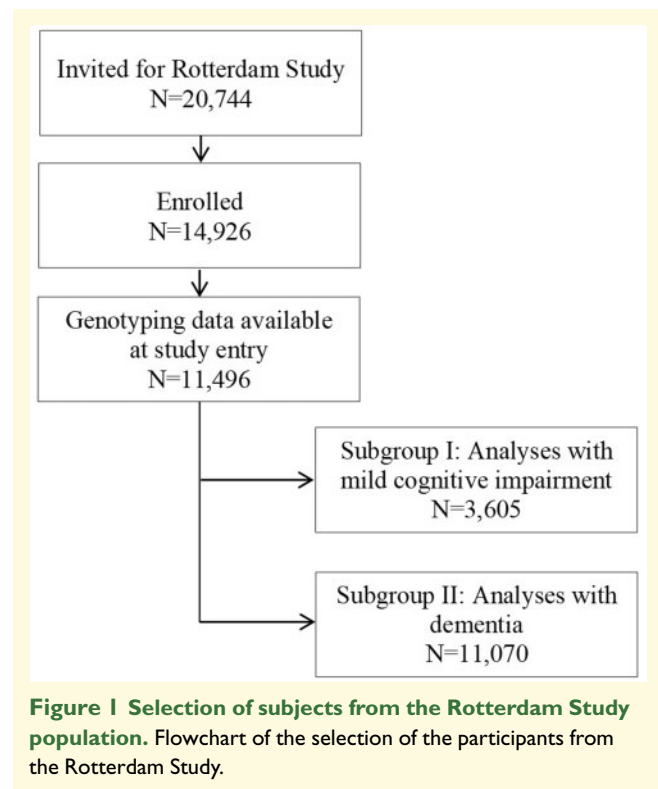 Invited for Rotterdam Study
N=20,744
Enrolled
N=14,926
Genotyping data available
at study entry
N=11,496
Subgroup I: Analyses with
mild cognitive impairment
N=3,605
Subgroup II: Analyses with
dementia
N=11,070
Figure 1 Selection of subjects from the Rotterdam Study
population. Flowchart of the selection of the participants from
the Rotterdam Study.